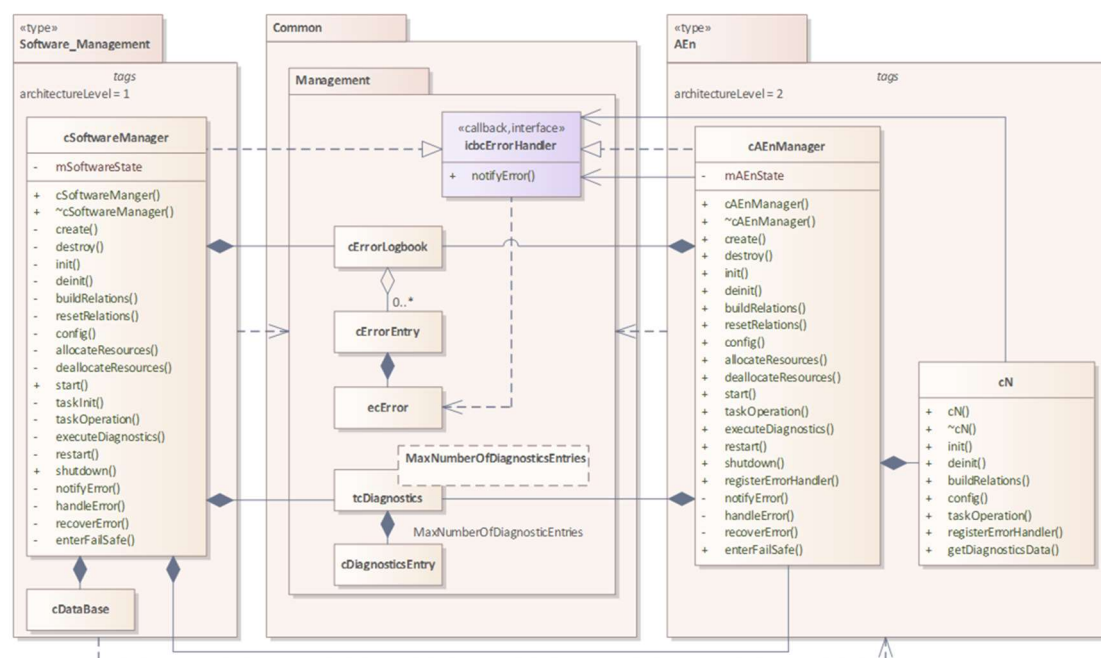 «type»
Software_Management
tags
architectureLevel = 1
cSoftwareManager
- mSoftwareState
+ cSoftwareManger()
+ ~cSoftwareManager()
- create()
- destroy()
- init()
- deinit()
- buildRelations()
- resetRelations()
- config()
- allocateResources()
- deallocateResources()
+ start()
- taskInit()
- taskOperation()
- executeDiagnostics()
- restart()
+ shutdown()
- notifyError()
- handleError()
- recoverError()
- enterFailSafe()
cDataBase
Common
Management
«callback,interface»
icbcErrorHandler
+ notifyError()
cErrorLogbook
0..*
cErrorEntry
ecError
MaxNumberOfDiagnosticsEntries
tcDiagnostics
MaxNumberOfDiagnosticEntries
cDiagnosticsEntry
«type»
AEn
tags
architectureLevel = 2
cAEnManager
- mAEnState
+ cAEnManager()
+ ~cAEnManager()
+ create()
+ destroy()
+ init()
+ deinit()
+ buildRelations()
+ resetRelations()
+ config()
+ allocateResources()
+ deallocateResources()
+ start()
+ taskOperation()
+ executeDiagnostics()
+ restart()
+ shutdown()
+ registerErrorHandler()
- notifyError()
- handleError()
- recoverError()
+ enterFailSafe()
cN
+ cN()
+ ~cN()
+ init()
+ deinit()
+ buildRelations()
+ config()
+ taskOperation()
+ registerErrorHandler()
+ getDiagnosticsData()